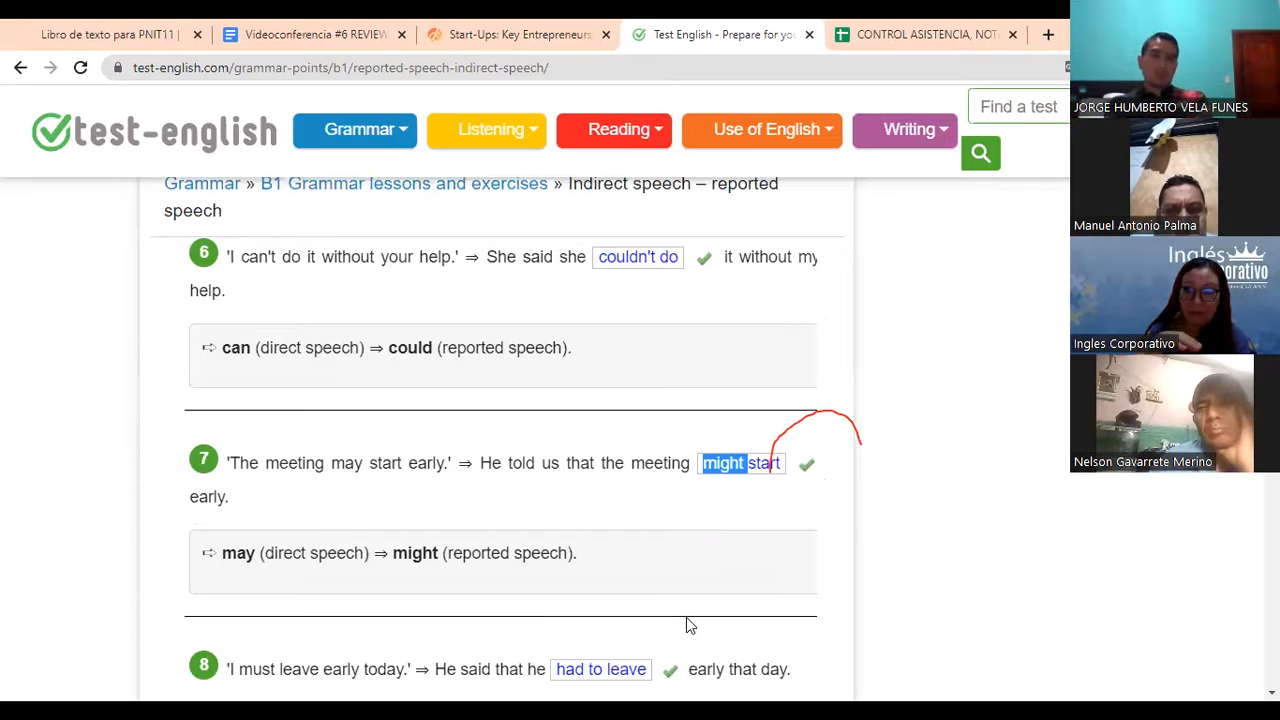 Libro de texto para PNIT11 |
Videoconferencia #6 REVIEW
Start-Ups: Key Entrepreneurs
Test English - Prepare for you
CONTROL ASISTENCIA, NOT
test-english.com/grammar-points/b1/reported-speech-indirect-speech/
test-english
Grammar
Listening
Reading
Use of English
Writing
Find a test
Grammar » B1 Grammar lessons and exercises » Indirect speech – reported
speech
6 'I can't do it without your help.' ⇒ She said she couldn't do it without my
help.
⇨ can (direct speech) ⇒ could (reported speech).
7 'The meeting may start early.' ⇒ He told us that the meeting might start
early.
⇨ may (direct speech) ⇒ might (reported speech).
8 'I must leave early today.' ⇒ He said that he had to leave early that day.
JORGE HUMBERTO VELA FUNES
Manuel Antonio Palma
Inglés
Ingles Corporativo
Nelson Gavarrete Merino